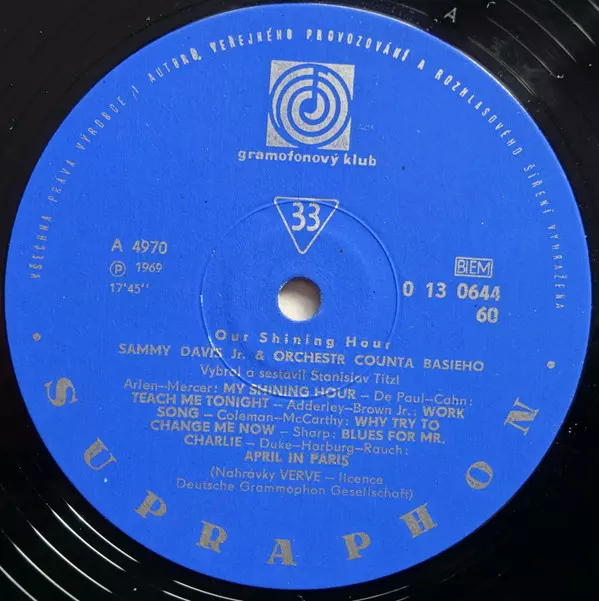 A
VŠECHNA PRÁVA VÝROBCE I AUTORŮ, VEŘEJNÉHO PROVOZOVÁNÍ A ROZHLASOVÉHO ŠÍŘENÍ VYHRAŽENA
gramofonový klub
33
A 4970
℗ 1969
17'45''
BIEM
0 13 0644
60
Our Shining Hour
SAMMY DAVIS Jr. & ORCHESTR COUNTA BASIEHO
Vybral a sestavil Stanislav Titzl
Arlen-Mercer: MY SHINING HOUR – De Paul-Cahn:
TEACH ME TONIGHT – Adderley-Brown Jr.: WORK
SONG – Coleman-McCarthy: WHY TRY TO
CHANGE ME NOW – Sharp: BLUES FOR MR.
CHARLIE – Duke-Harburg-Rauch:
APRIL IN PARIS
(Nahrávky VERVE – licence
Deutsche Grammophon Gesellschaft)
• SUPRAPHON •